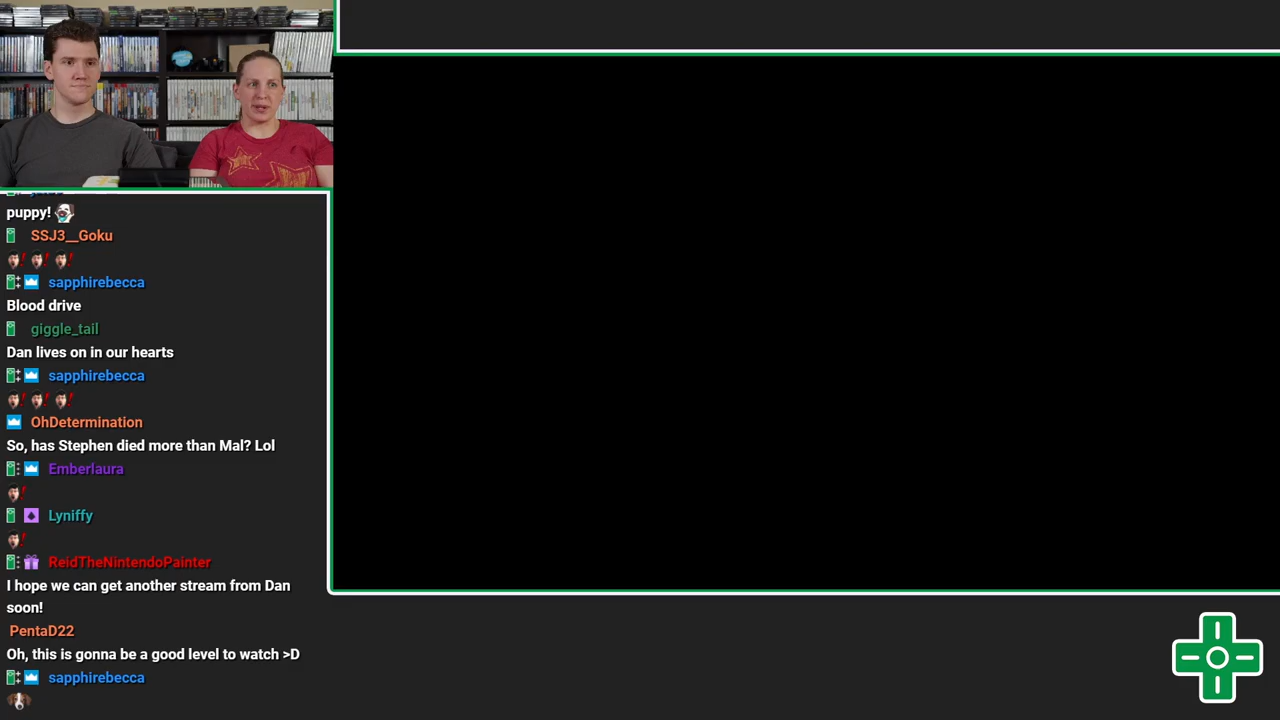 puppy!
SSJ3__Goku
sapphirebecca
Blood drive
giggle_tail
Dan lives on in our hearts
sapphirebecca
OhDetermination
So, has Stephen died more than Mal? Lol
Emberlaura
Lyniffy
ReidTheNintendoPainter
I hope we can get another stream from Dan
soon!
PentaD22
Oh, this is gonna be a good level to watch >D
sapphirebecca